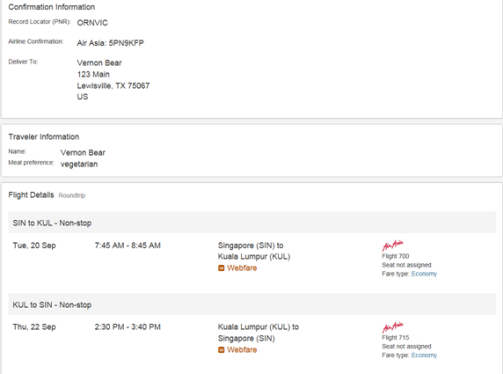 Confirmation Information
Record Locator (PNR): ORNVIC
Airline Confirmation: Air Asia: 5PN9KFP
Deliver To: Vernon Bear
123 Main
Lewisville, TX 75067
US
Traveler Information
Name: Vernon Bear
Meal preference: vegetarian
Flight Details Roundtrip
SIN to KUL - Non-stop
Tue, 20 Sep 7:45 AM - 8:45 AM Singapore (SIN) to AirAsia
Kuala Lumpur (KUL) Flight 700
Webfare Seat not assigned
Fare type: Economy
KUL to SIN - Non-stop
Thu, 22 Sep 2:30 PM - 3:40 PM Kuala Lumpur (KUL) to AirAsia
Singapore (SIN) Flight 715
Webfare Seat not assigned
Fare type: Economy